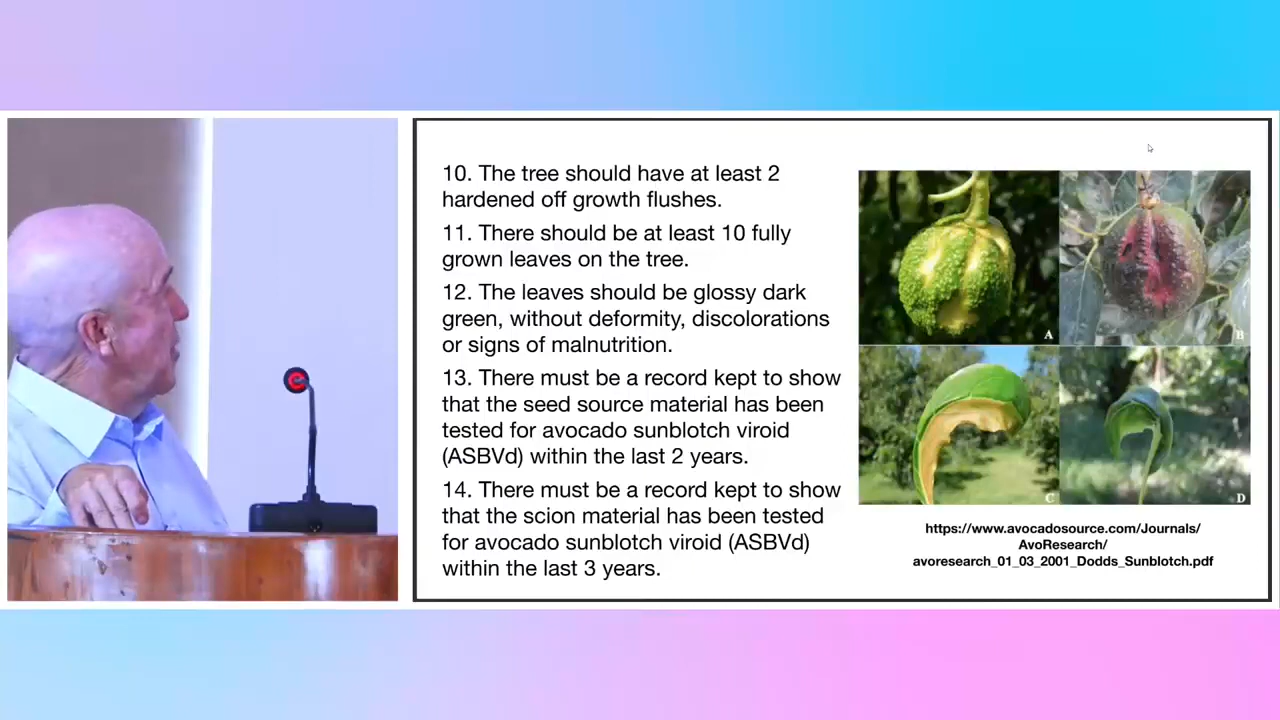 10. The tree should have at least 2
hardened off growth flushes.
11. There should be at least 10 fully
grown leaves on the tree.
12. The leaves should be glossy dark
green, without deformity, discolorations
or signs of malnutrition.
13. There must be a record kept to show
that the seed source material has been
tested for avocado sunblotch viroid
(ASBVd) within the last 2 years.
14. There must be a record kept to show
that the scion material has been tested
for avocado sunblotch viroid (ASBVd)
within the last 3 years.
A
B
C
D
https://www.avocadosource.com/Journals/
AvoResearch/
avoresearch_01_03_2001_Dodds_Sunblotch.pdf